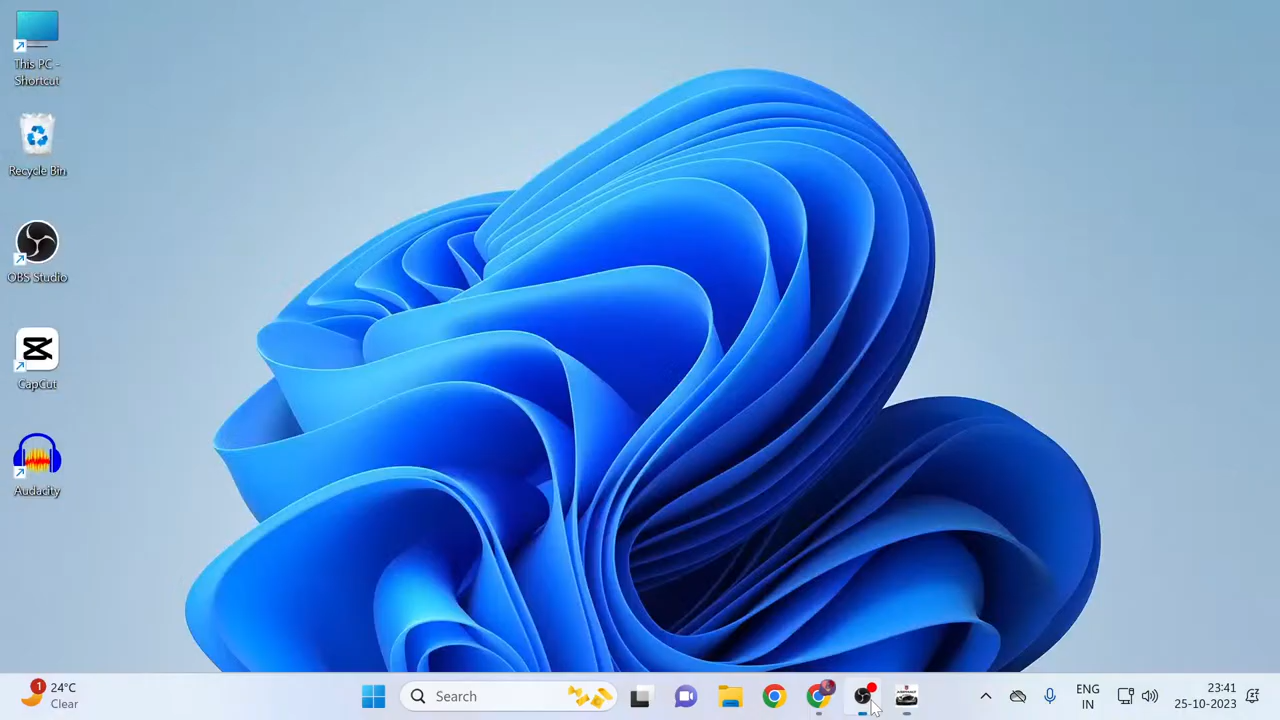 This PC -
Shortcut
Recycle Bin
OBS Studio
CapCut
Audacity
1
24°C
Clear
Search
ENG
IN
23:41
25-10-2023